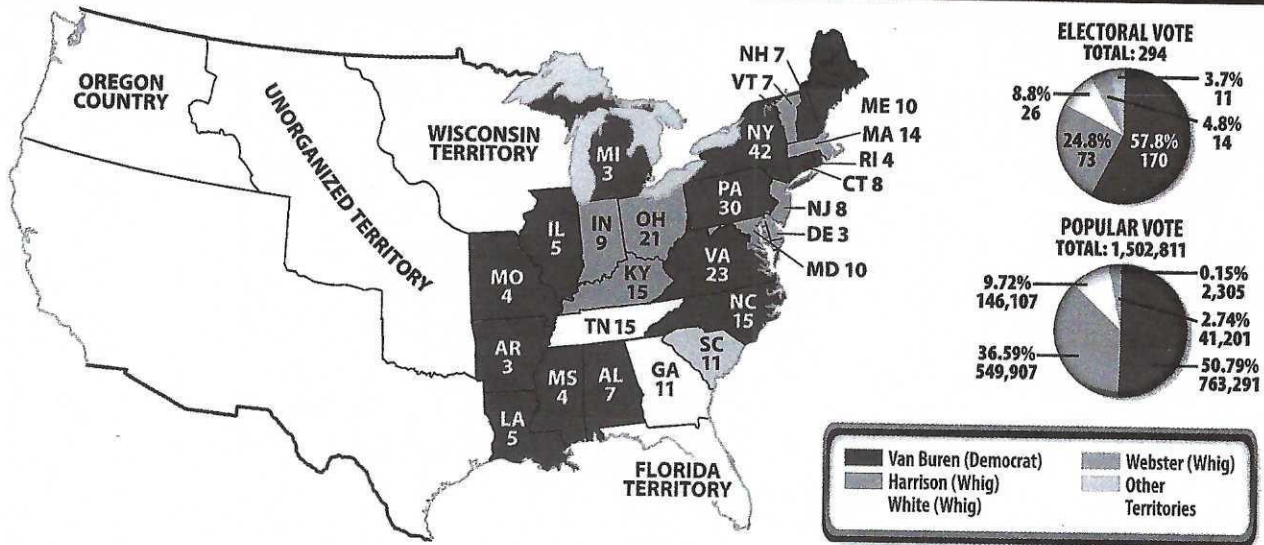 OREGON
COUNTRY
UNORGANIZED TERRITORY
WISCONSIN
TERRITORY
MI
3
IL
5
IN
9
OH
21
KY
15
MO
4
AR
3
LA
5
MS
4
AL
7
TN 15
GA
11
SC
11
NC
15
VA
23
PA
30
NY
42
NH 7
VT 7
ME 10
MA 14
RI 4
CT 8
NJ 8
DE 3
MD 10
FLORIDA
TERRITORY
ELECTORAL VOTE
TOTAL: 294
8.8%
26
24.8%
73
57.8%
170
3.7%
11
4.8%
14
POPULAR VOTE
TOTAL: 1,502,811
9.72%
146,107
36.59%
549,907
0.15%
2,305
2.74%
41,201
50.79%
763,291
Van Buren (Democrat)
Harrison (Whig)
White (Whig)
Webster (Whig)
Other
Territories